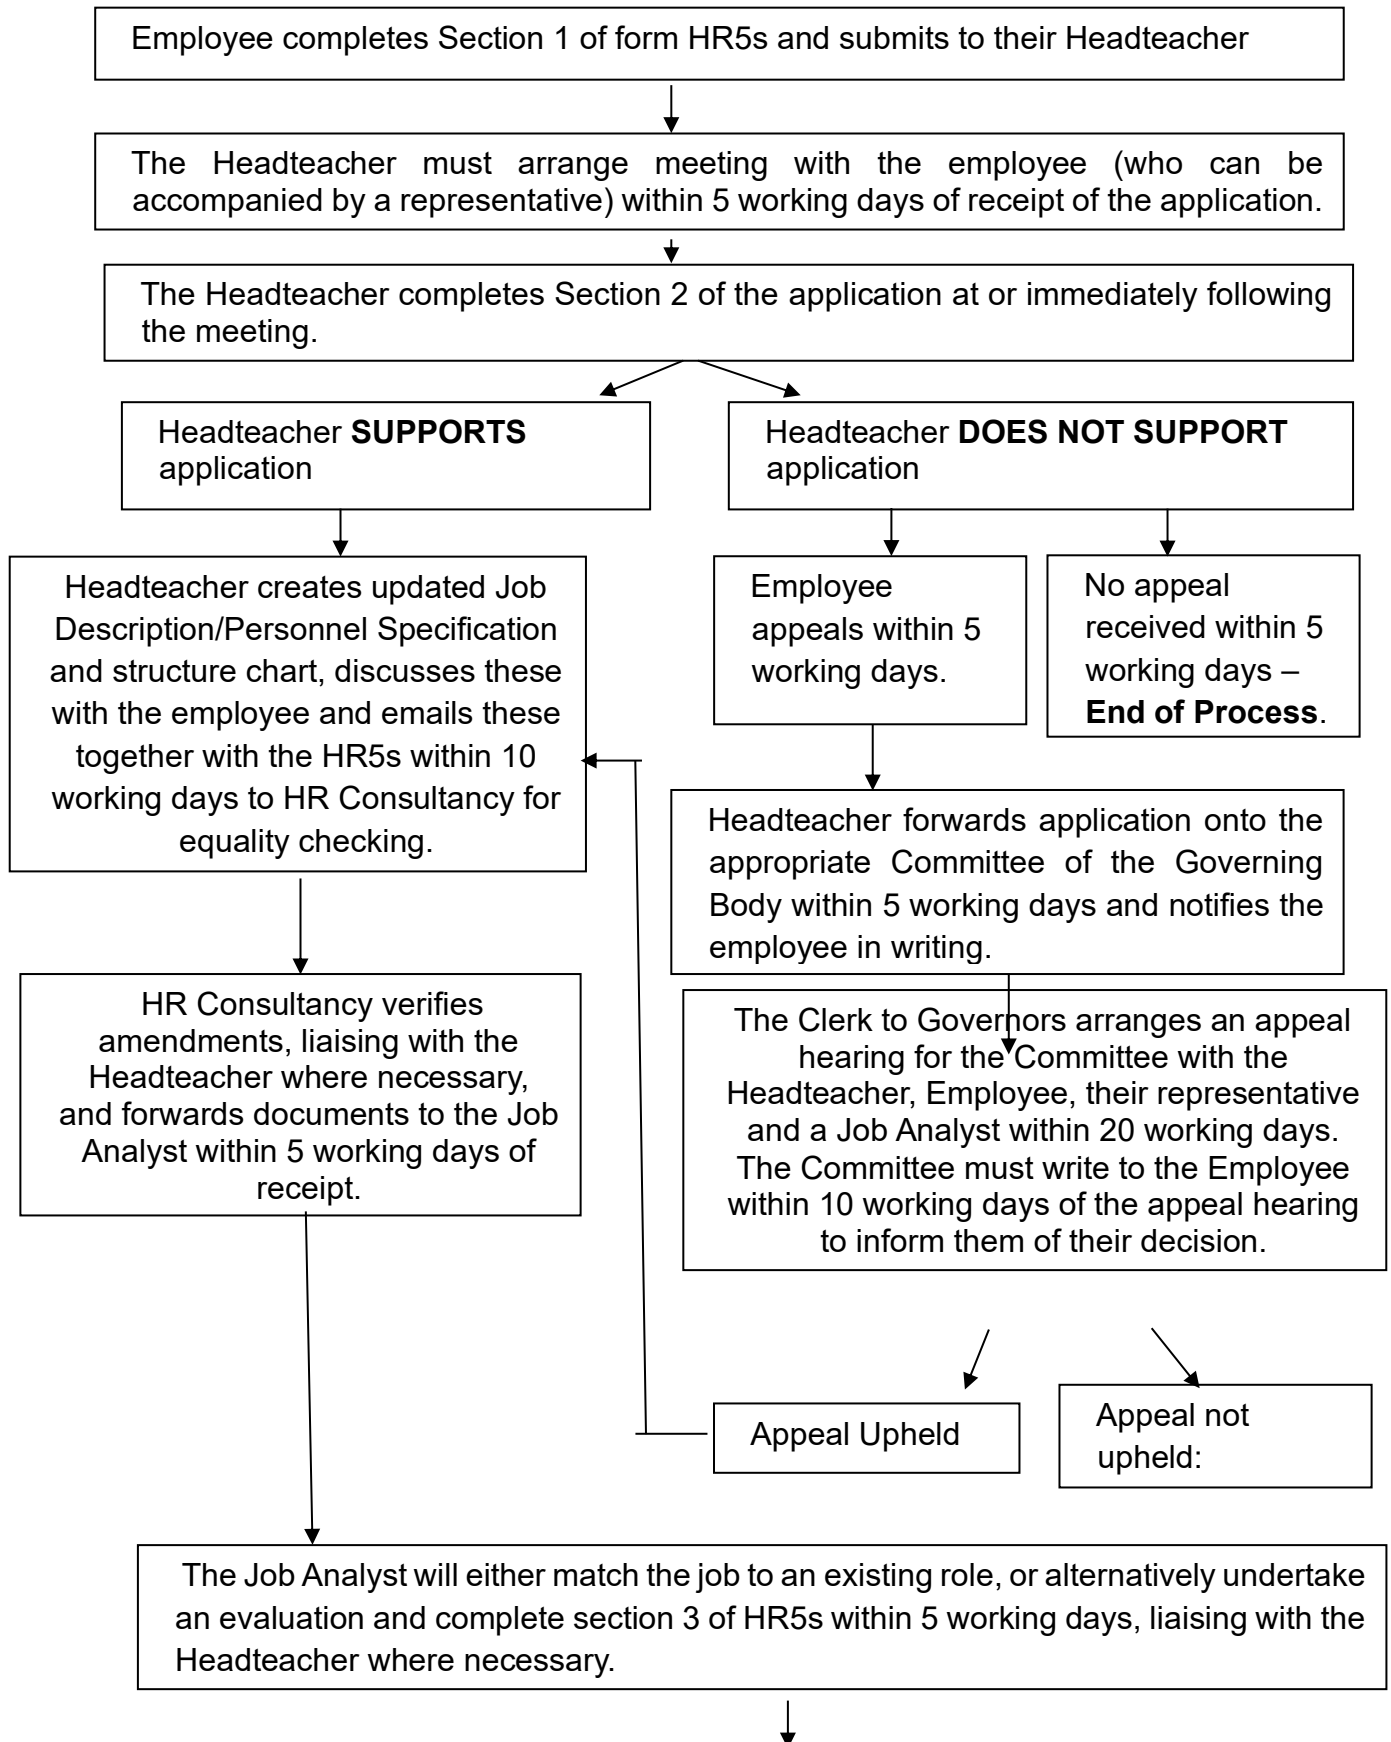 Employee completes Section 1 of form HR5s and submits to their Headteacher
The Headteacher must arrange meeting with the employee (who can be
accompanied by a representative) within 5 working days of receipt of the application.
The Headteacher completes Section 2 of the application at or immediately following
the meeting.
Headteacher SUPPORTS
application
Headteacher DOES NOT SUPPORT
application
Headteacher creates updated Job
Description/Personnel Specification
and structure chart, discusses these
with the employee and emails these
together with the HR5s within 10
working days to HR Consultancy for
equality checking.
Employee
appeals within 5
working days.
No appeal
received within 5
working days –
End of Process.
Headteacher forwards application onto the
appropriate Committee of the Governing
Body within 5 working days and notifies the
employee in writing.
HR Consultancy verifies
amendments, liaising with the
Headteacher where necessary,
and forwards documents to the Job
Analyst within 5 working days of
receipt.
The Clerk to Governors arranges an appeal
hearing for the Committee with the
Headteacher, Employee, their representative
and a Job Analyst within 20 working days.
The Committee must write to the Employee
within 10 working days of the appeal hearing
to inform them of their decision.
Appeal Upheld
Appeal not
upheld:
The Job Analyst will either match the job to an existing role, or alternatively undertake
an evaluation and complete section 3 of HR5s within 5 working days, liaising with the
Headteacher where necessary.